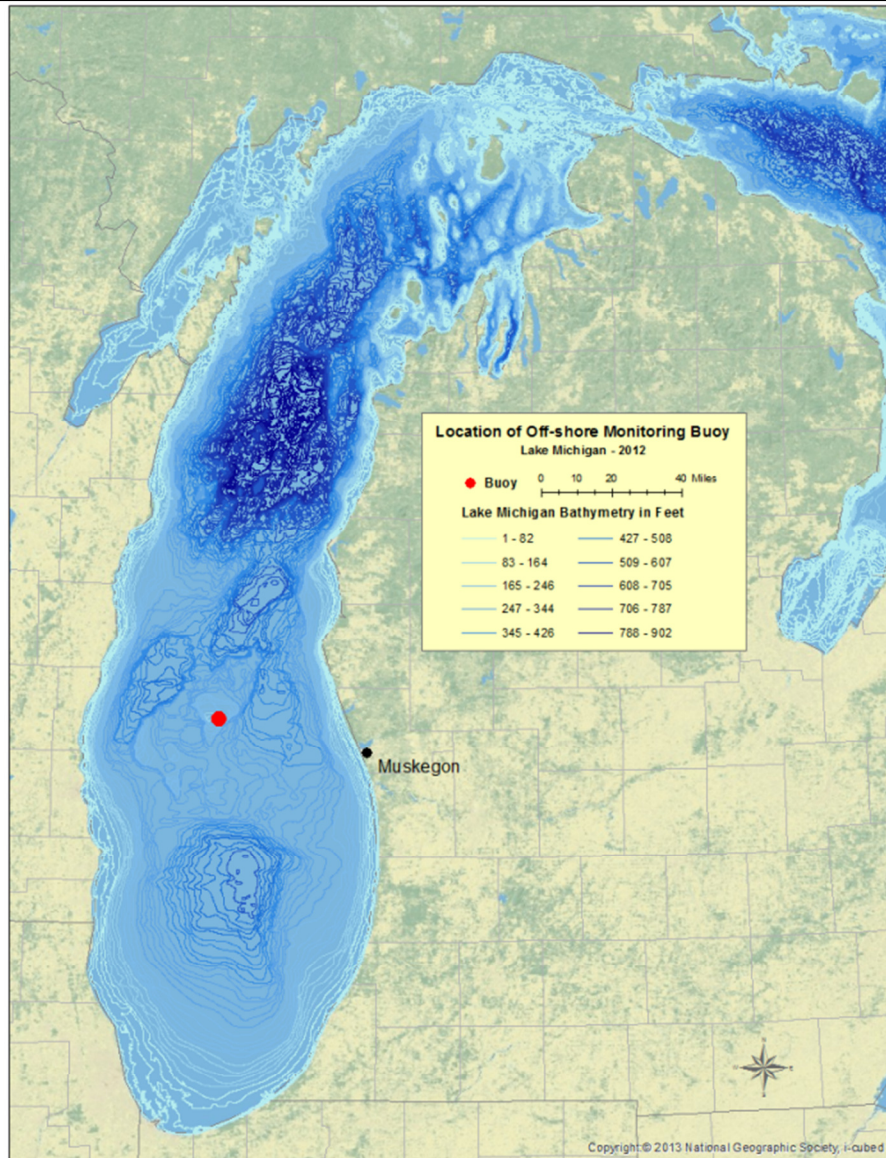 Location of Off-shore Monitoring Buoy
Lake Michigan - 2012
Buoy
0 10 20 40 Miles
Lake Michigan Bathymetry in Feet
1 - 82 427 - 508
83 - 164 509 - 607
165 - 246 608 - 705
247 - 344 706 - 787
345 - 426 788 - 902
Muskegon
Copyright:© 2013 National Geographic Society, i-cubed